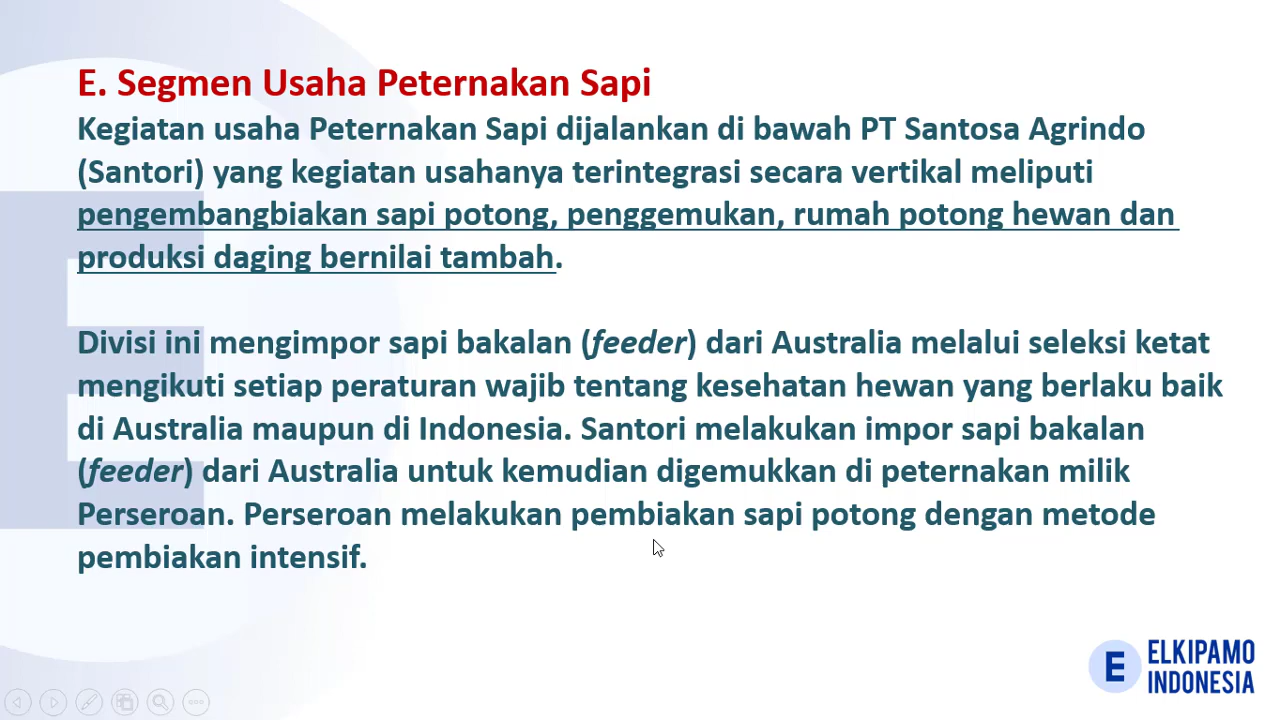 E. Segmen Usaha Peternakan Sapi
Kegiatan usaha Peternakan Sapi dijalankan di bawah PT Santosa Agrindo
(Santori) yang kegiatan usahanya terintegrasi secara vertikal meliputi
pengembangbiakan sapi potong, penggemukan, rumah potong hewan dan
produksi daging bernilai tambah.
Divisi ini mengimpor sapi bakalan (feeder) dari Australia melalui seleksi ketat
mengikuti setiap peraturan wajib tentang kesehatan hewan yang berlaku baik
di Australia maupun di Indonesia. Santori melakukan impor sapi bakalan
(feeder) dari Australia untuk kemudian digemukkan di peternakan milik
Perseroan. Perseroan melakukan pembiakan sapi potong dengan metode
pembiakan intensif.
E ELKIPAMO
INDONESIA